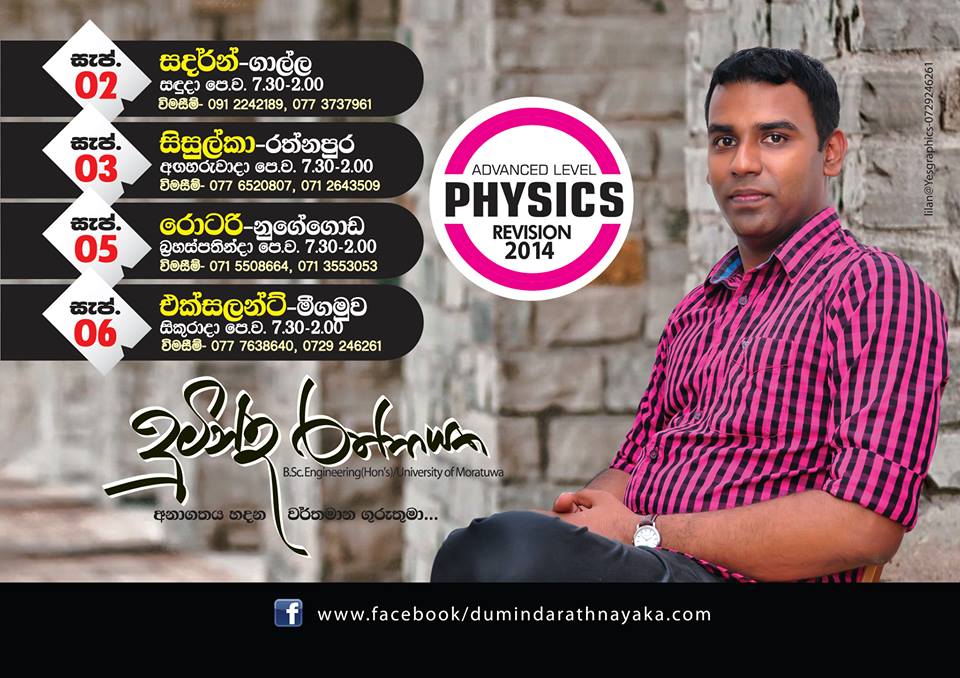 සැප්.
02
සදර්න්-ගාල්ල
සඳුදා පෙ.ව. 7.30-2.00
විමසීම්- 091 2242189, 077 3737961
සැප්.
03
සිසුල්කා-රත්නපුර
අඟහරුවාදා පෙ.ව. 7.30-2.00
විමසීම්- 077 6520807, 071 2643509
සැප්.
05
රොටරි-නුගේගොඩ
බ්‍රහස්පතින්දා පෙ.ව. 7.30-2.00
විමසීම්- 071 5508664, 071 3553053
සැප්.
06
එක්සලන්ට්-මීගමුව
සිකුරාදා පෙ.ව. 7.30-2.00
විමසීම්- 077 7638640, 0729 246261
ADVANCED LEVEL
PHYSICS
REVISION
2014
lilan@Yesgraphics-0729246261
දුමින්ද රත්නායක
B.Sc.Engineering(Hon's)/University of Moratuwa
අනාගතය හදන වර්තමාන ගුරුතුමා...
f www.facebook/dumindarathnayaka.com